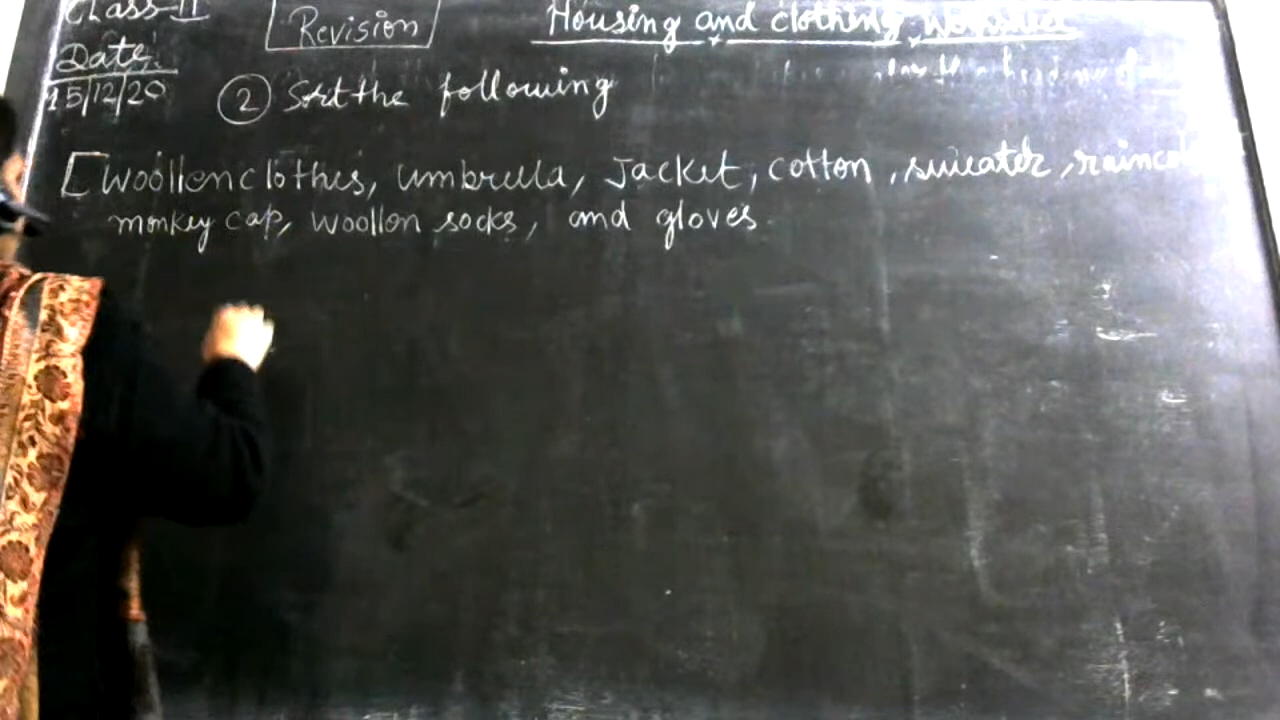 Class-II
Revision
Housing and clothing
Date:
15/12/20
② Sort the following
[Woollen clothes, umbrella, Jacket, cotton, sweater,
monkey cap, woollen socks, and gloves.